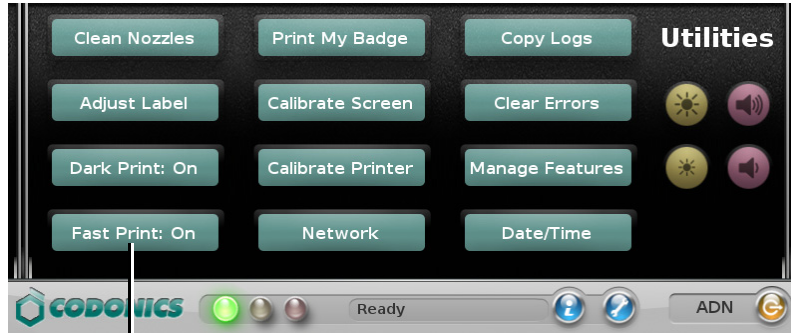 Clean Nozzles
Print My Badge
Copy Logs
Utilities
Adjust Label
Calibrate Screen
Clear Errors
Dark Print: On
Calibrate Printer
Manage Features
Fast Print: On
Network
Date/Time
CODONICS
Ready
ADN